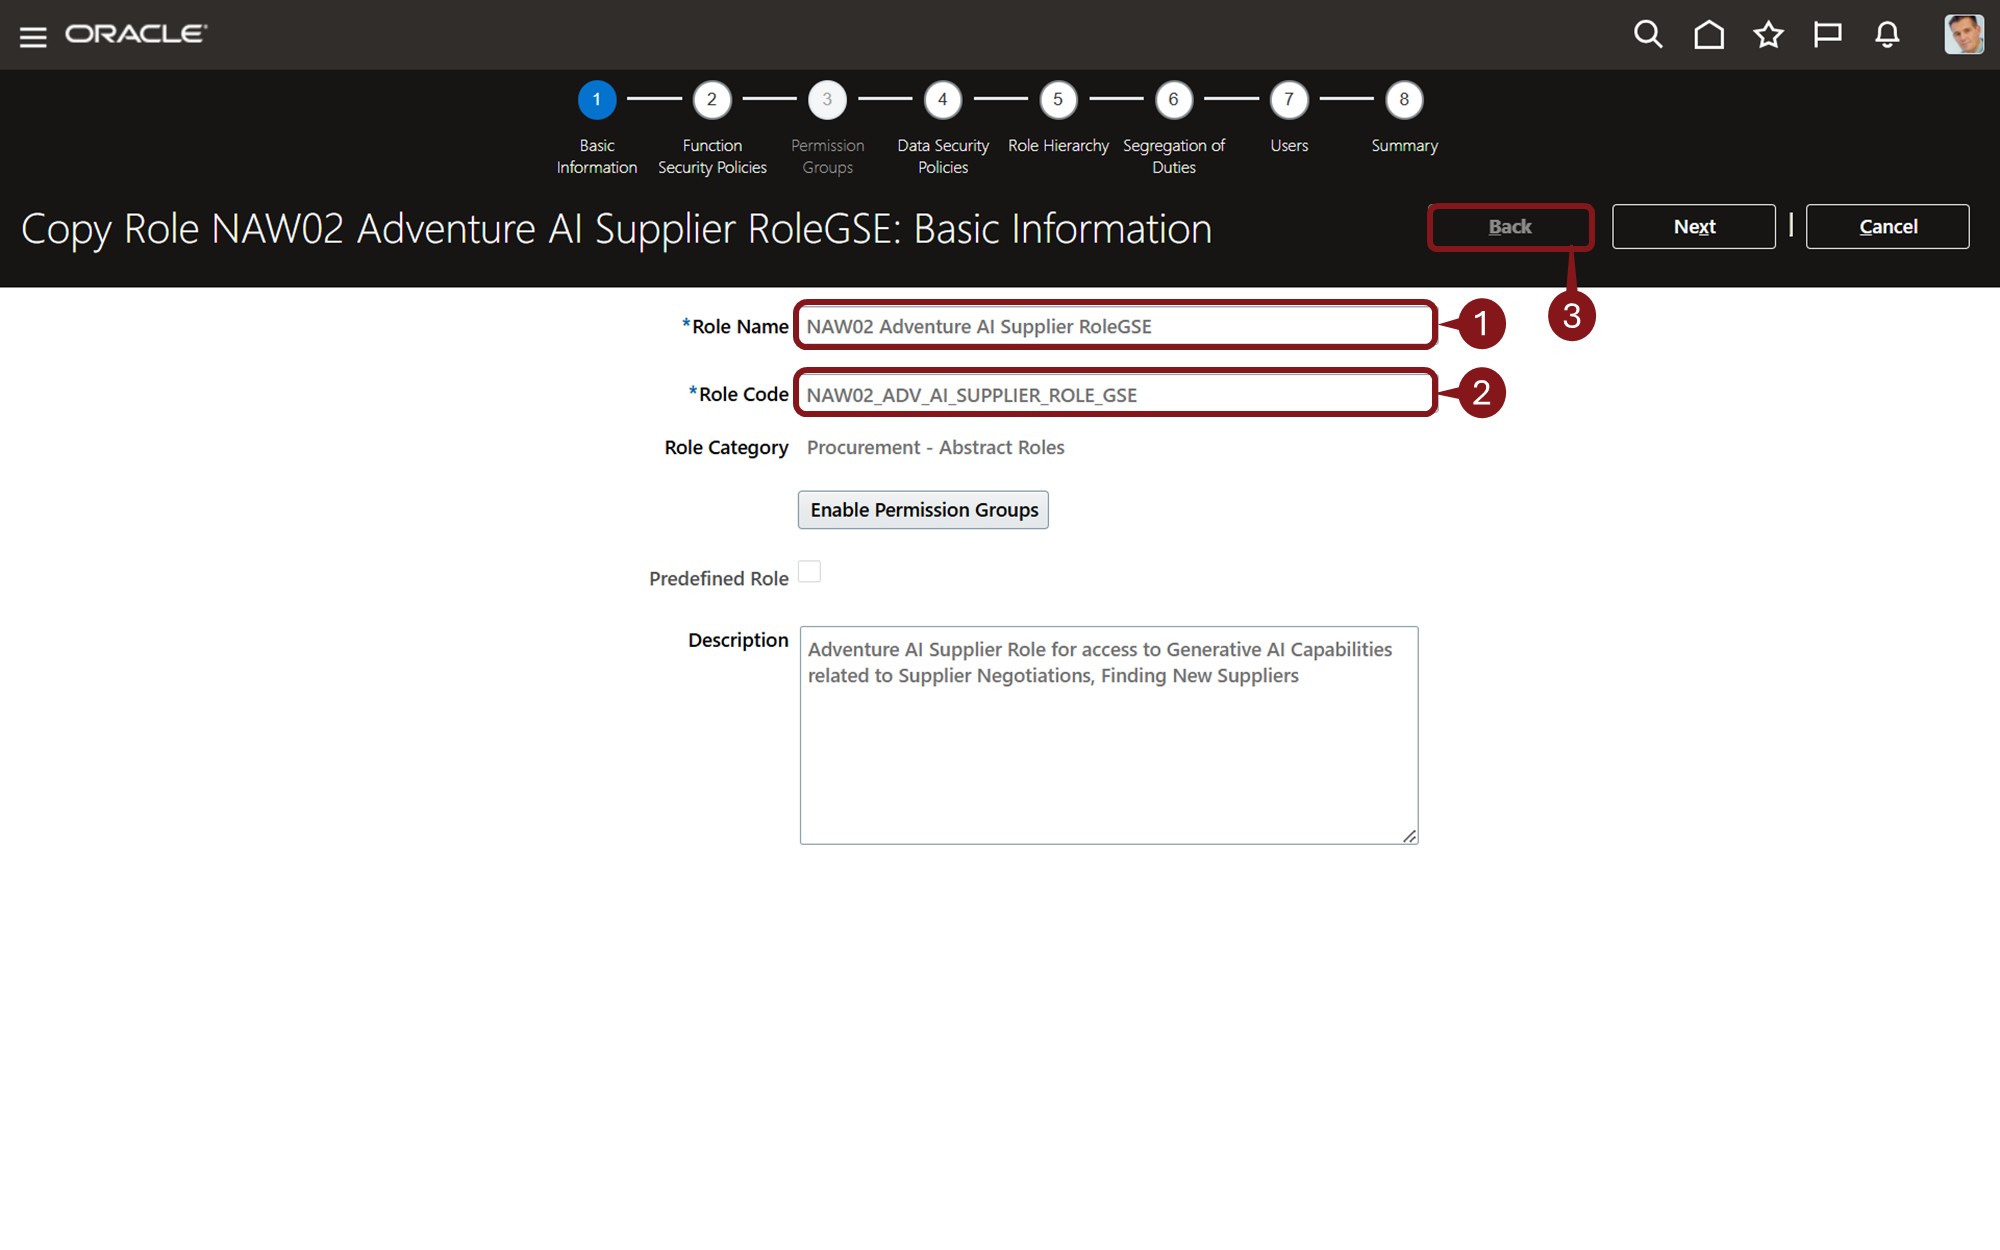 ORACLE
1 2 3 4 5 6 7 8
Basic Function Permission Data Security Role Hierarchy Segregation of Users Summary
Information Security Policies Groups Policies Duties
Copy Role NAW02 Adventure AI Supplier RoleGSE: Basic Information
Back Next | Cancel
3
*Role Name NAW02 Adventure AI Supplier RoleGSE 1
*Role Code NAW02_ADV_AI_SUPPLIER_ROLE_GSE 2
Role Category Procurement - Abstract Roles
Enable Permission Groups
Predefined Role
Description Adventure AI Supplier Role for access to Generative AI Capabilities
related to Supplier Negotiations, Finding New Suppliers